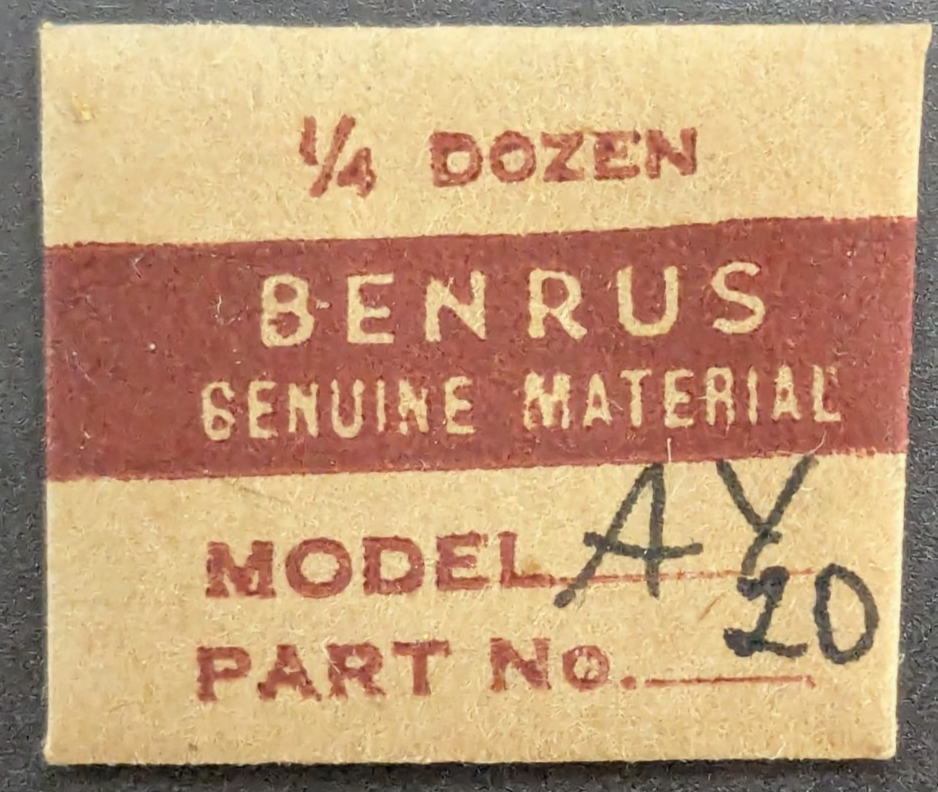 1/4 DOZEN
BENRUS
GENUINE MATERIAL
MODEL AY
20
PART No.